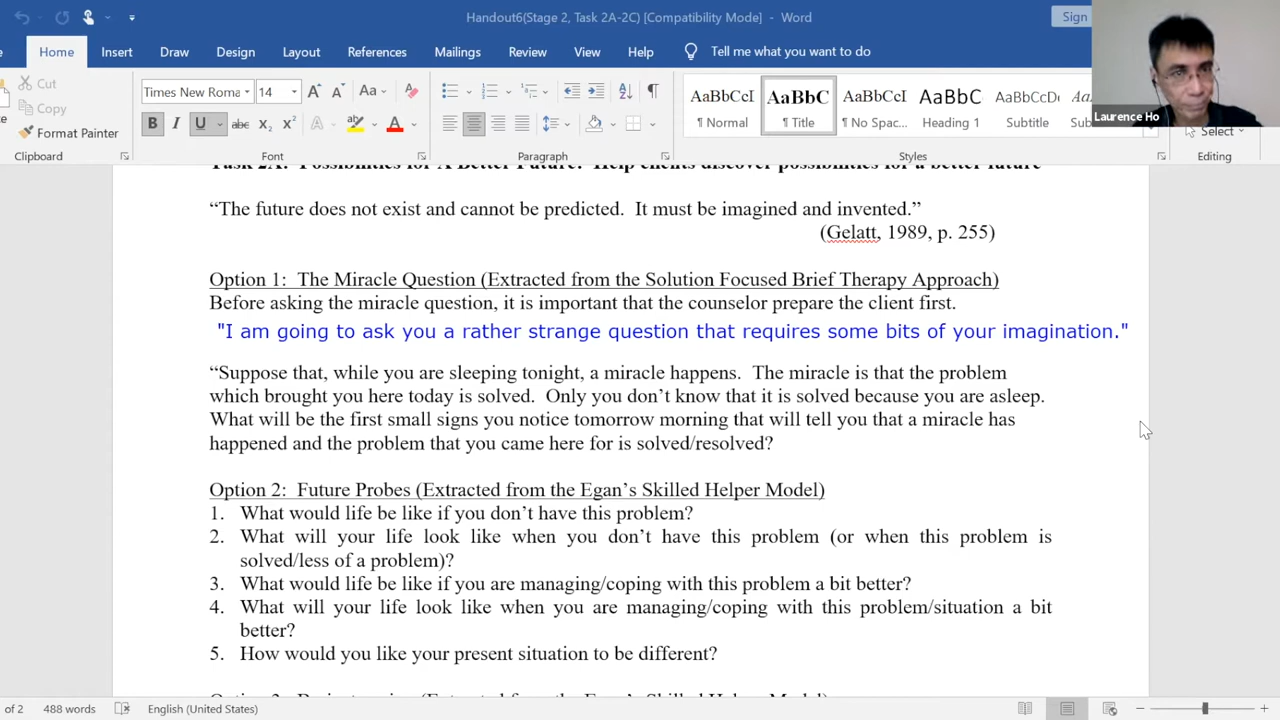 Handout6(Stage 2, Task 2A-2C) [Compatibility Mode] - Word
Sign
Home Insert Draw Design Layout References Mailings Review View Help Tell me what you want to do
Cut
Copy
Format Painter
Clipboard
Times New Roma 14
Font
Paragraph
AaBbCcI AaBbC AaBbCcI AaBbC AaBbCcDc
¶ Normal ¶ Title ¶ No Spac... Heading 1 Subtitle
Styles
Select
Editing
Laurence Ho
Task 2A: Possibilities for A Better Future: Help clients discover possibilities for a better future
“The future does not exist and cannot be predicted. It must be imagined and invented.”
(Gelatt, 1989, p. 255)
Option 1: The Miracle Question (Extracted from the Solution Focused Brief Therapy Approach)
Before asking the miracle question, it is important that the counselor prepare the client first.
"I am going to ask you a rather strange question that requires some bits of your imagination."
“Suppose that, while you are sleeping tonight, a miracle happens. The miracle is that the problem
which brought you here today is solved. Only you don’t know that it is solved because you are asleep.
What will be the first small signs you notice tomorrow morning that will tell you that a miracle has
happened and the problem that you came here for is solved/resolved?
Option 2: Future Probes (Extracted from the Egan’s Skilled Helper Model)
1. What would life be like if you don’t have this problem?
2. What will your life look like when you don’t have this problem (or when this problem is
solved/less of a problem)?
3. What would life be like if you are managing/coping with this problem a bit better?
4. What will your life look like when you are managing/coping with this problem/situation a bit
better?
5. How would you like your present situation to be different?
of 2 488 words English (United States)